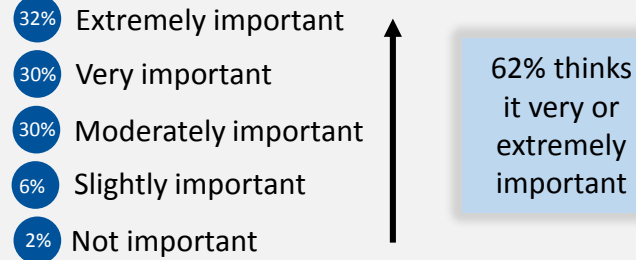 32% Extremely important
30% Very important
30% Moderately important
6% Slightly important
2% Not important
62% thinks
it very or
extremely
important